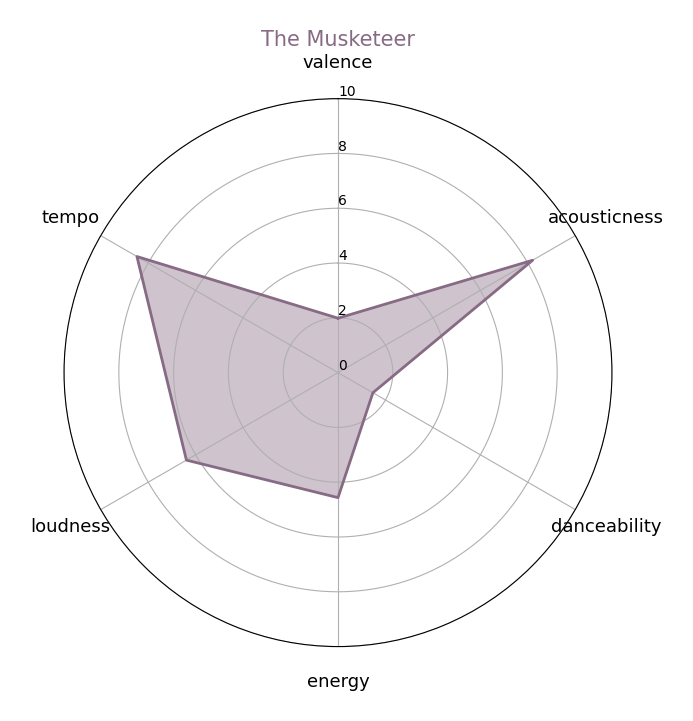 The Musketeer
valence
10
8
6
4
2
0
tempo
acousticness
loudness
danceability
energy